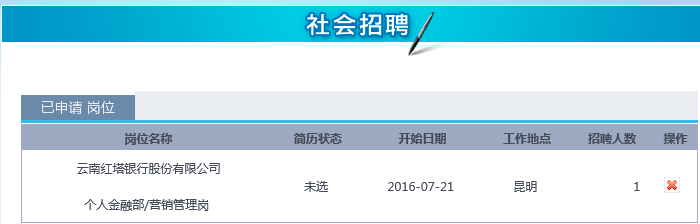 社会招聘
已申请 岗位
岗位名称 简历状态 开始日期 工作地点 招聘人数 操作
云南红塔银行股份有限公司
个人金融部/营销管理岗 未选 2016-07-21 昆明 1